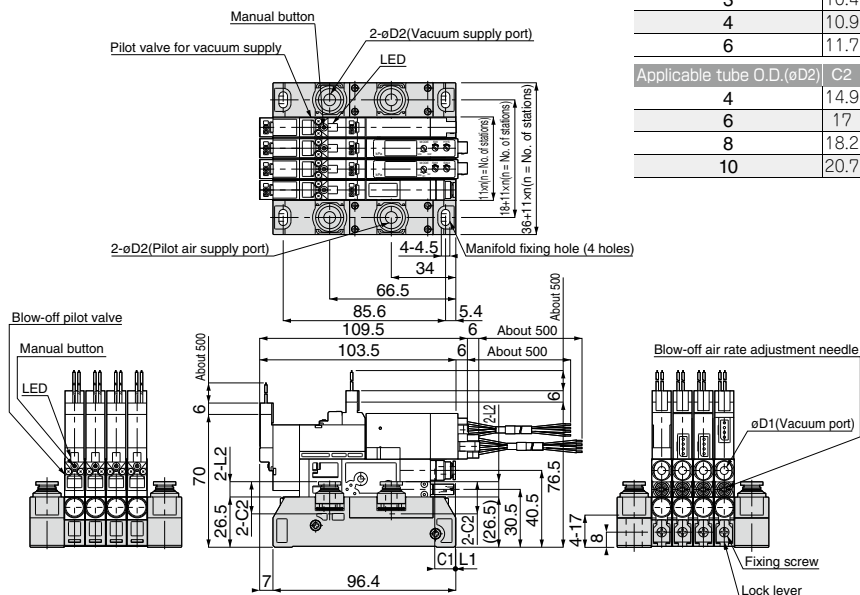 Manual button
Pilot valve for vacuum supply
2-øD2(Vacuum supply port)
LED
11×n(n = No. of stations)
18+11×n(n = No. of stations)
36+11×n(n = No. of stations)
2-øD2(Pilot air supply port)
4-4.5
Manifold fixing hole (4 holes)
34
66.5
85.6
5.4
4 10.9
6 11.7
Applicable tube O.D.(øD2) C2
4 14.9
6 17
8 18.2
10 20.7
Blow-off pilot valve
Manual button
LED
109.5
6
About 500
103.5
6
About 500
About 500
6
70
2-L2
26.5
2-C2
7
96.4
C1
L1
About 500
6
2-L2
2-C2
(26.5)
30.5
40.5
76.5
Blow-off air rate adjustment needle
øD1(Vacuum port)
4-17
8
Fixing screw
Lock lever